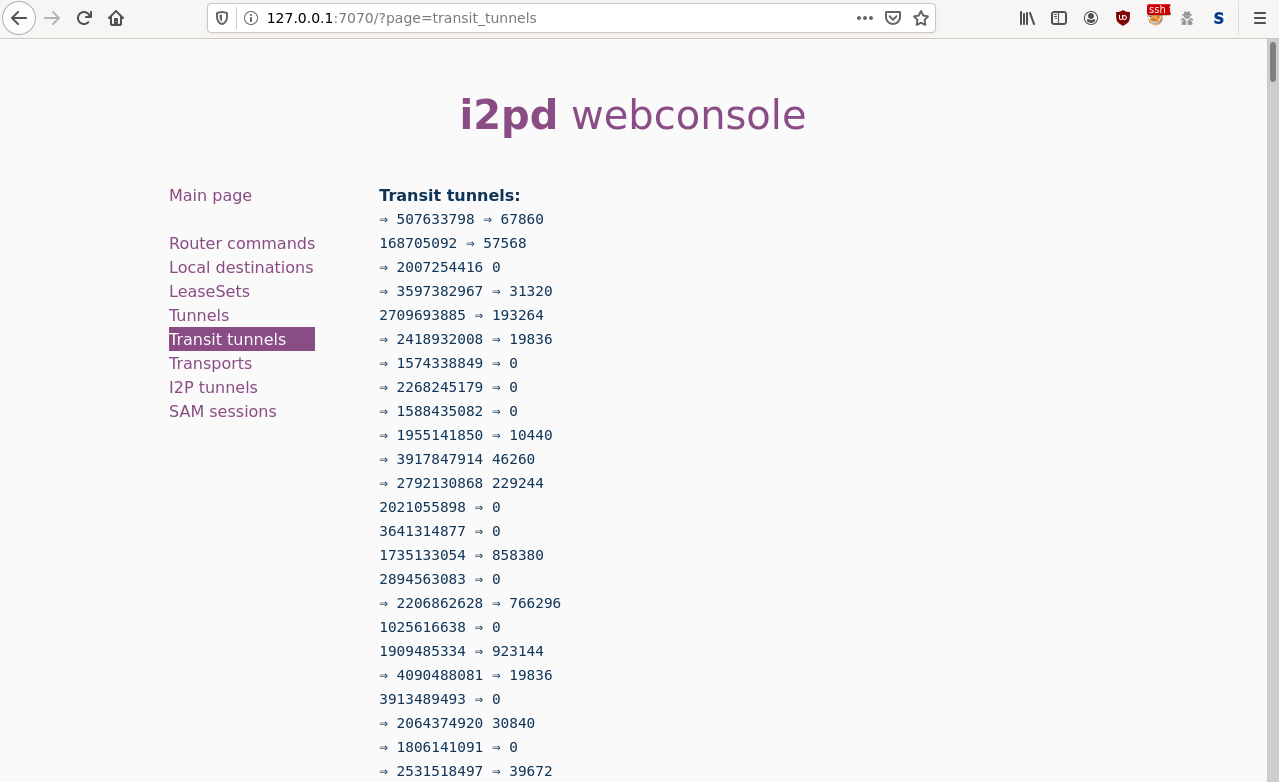 127.0.0.1:7070/?page=transit_tunnels
ssh
S
i2pd webconsole
Main page
Router commands
Local destinations
LeaseSets
Tunnels
Transit tunnels
Transports
I2P tunnels
SAM sessions
Transit tunnels:
⇒ 507633798 ⇒ 67860
168705092 ⇒ 57568
⇒ 2007254416 0
⇒ 3597382967 ⇒ 31320
2709693885 ⇒ 193264
⇒ 2418932008 ⇒ 19836
⇒ 1574338849 ⇒ 0
⇒ 2268245179 ⇒ 0
⇒ 1588435082 ⇒ 0
⇒ 1955141850 ⇒ 10440
⇒ 3917847914 46260
⇒ 2792130868 229244
2021055898 ⇒ 0
3641314877 ⇒ 0
1735133054 ⇒ 858380
2894563083 ⇒ 0
⇒ 2206862628 ⇒ 766296
1025616638 ⇒ 0
1909485334 ⇒ 923144
⇒ 4090488081 ⇒ 19836
3913489493 ⇒ 0
⇒ 2064374920 30840
⇒ 1806141091 ⇒ 0
⇒ 2531518497 ⇒ 39672